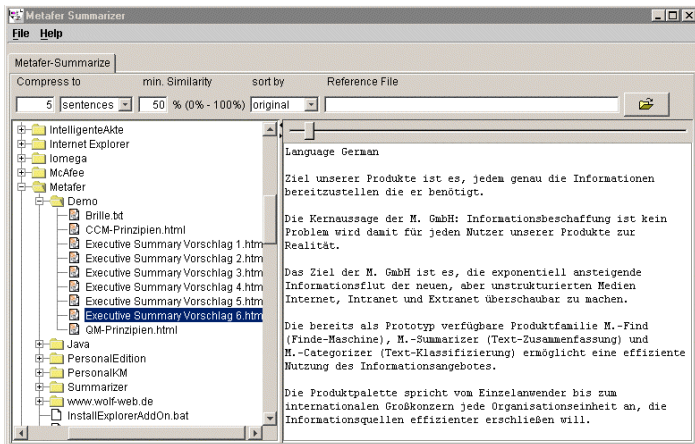 Metafer Summarizer
File Help
Metafer-Summarize
Compress to min. Similarity sort by Reference File
5 sentences 50 % (0% - 100%) original
IntelligenteAkte
Internet Explorer
Iomega
McAfee
Metafer
Demo
Brille.txt
CCM-Prinzipien.html
Executive Summary Vorschlag 1.htm
Executive Summary Vorschlag 2.htm
Executive Summary Vorschlag 3.htm
Executive Summary Vorschlag 4.htm
Executive Summary Vorschlag 5.htm
Executive Summary Vorschlag 6.htm
QM-Prinzipien.html
Java
PersonalEdition
PersonalKM
Summarizer
www.wolf-web.de
InstallExplorerAddOn.bat
Language German
Ziel unserer Produkte ist es, jedem genau die Informationen
bereitzustellen die er benötigt.
Die Kernaussage der M. GmbH: Informationsbeschaffung ist kein
Problem wird damit für jeden Nutzer unserer Produkte zur
Realität.
Das Ziel der M. GmbH ist es, die exponentiell ansteigende
Informationsflut der neuen, aber unstrukturierten Medien
Internet, Intranet und Extranet überschaubar zu machen.
Die bereits als Prototyp verfügbare Produktfamilie M.-Find
(Finde-Maschine), M.-Summarizer (Text-Zusammenfassung) und
M.-Categorizer (Text-Klassifizierung) ermöglicht eine effiziente
Nutzung des Informationsangebotes.
Die Produktpalette spricht vom Einzelanwender bis zum
internationalen Großkonzern jede Organisationseinheit an, die
Informationsquellen effizienter erschließen will.